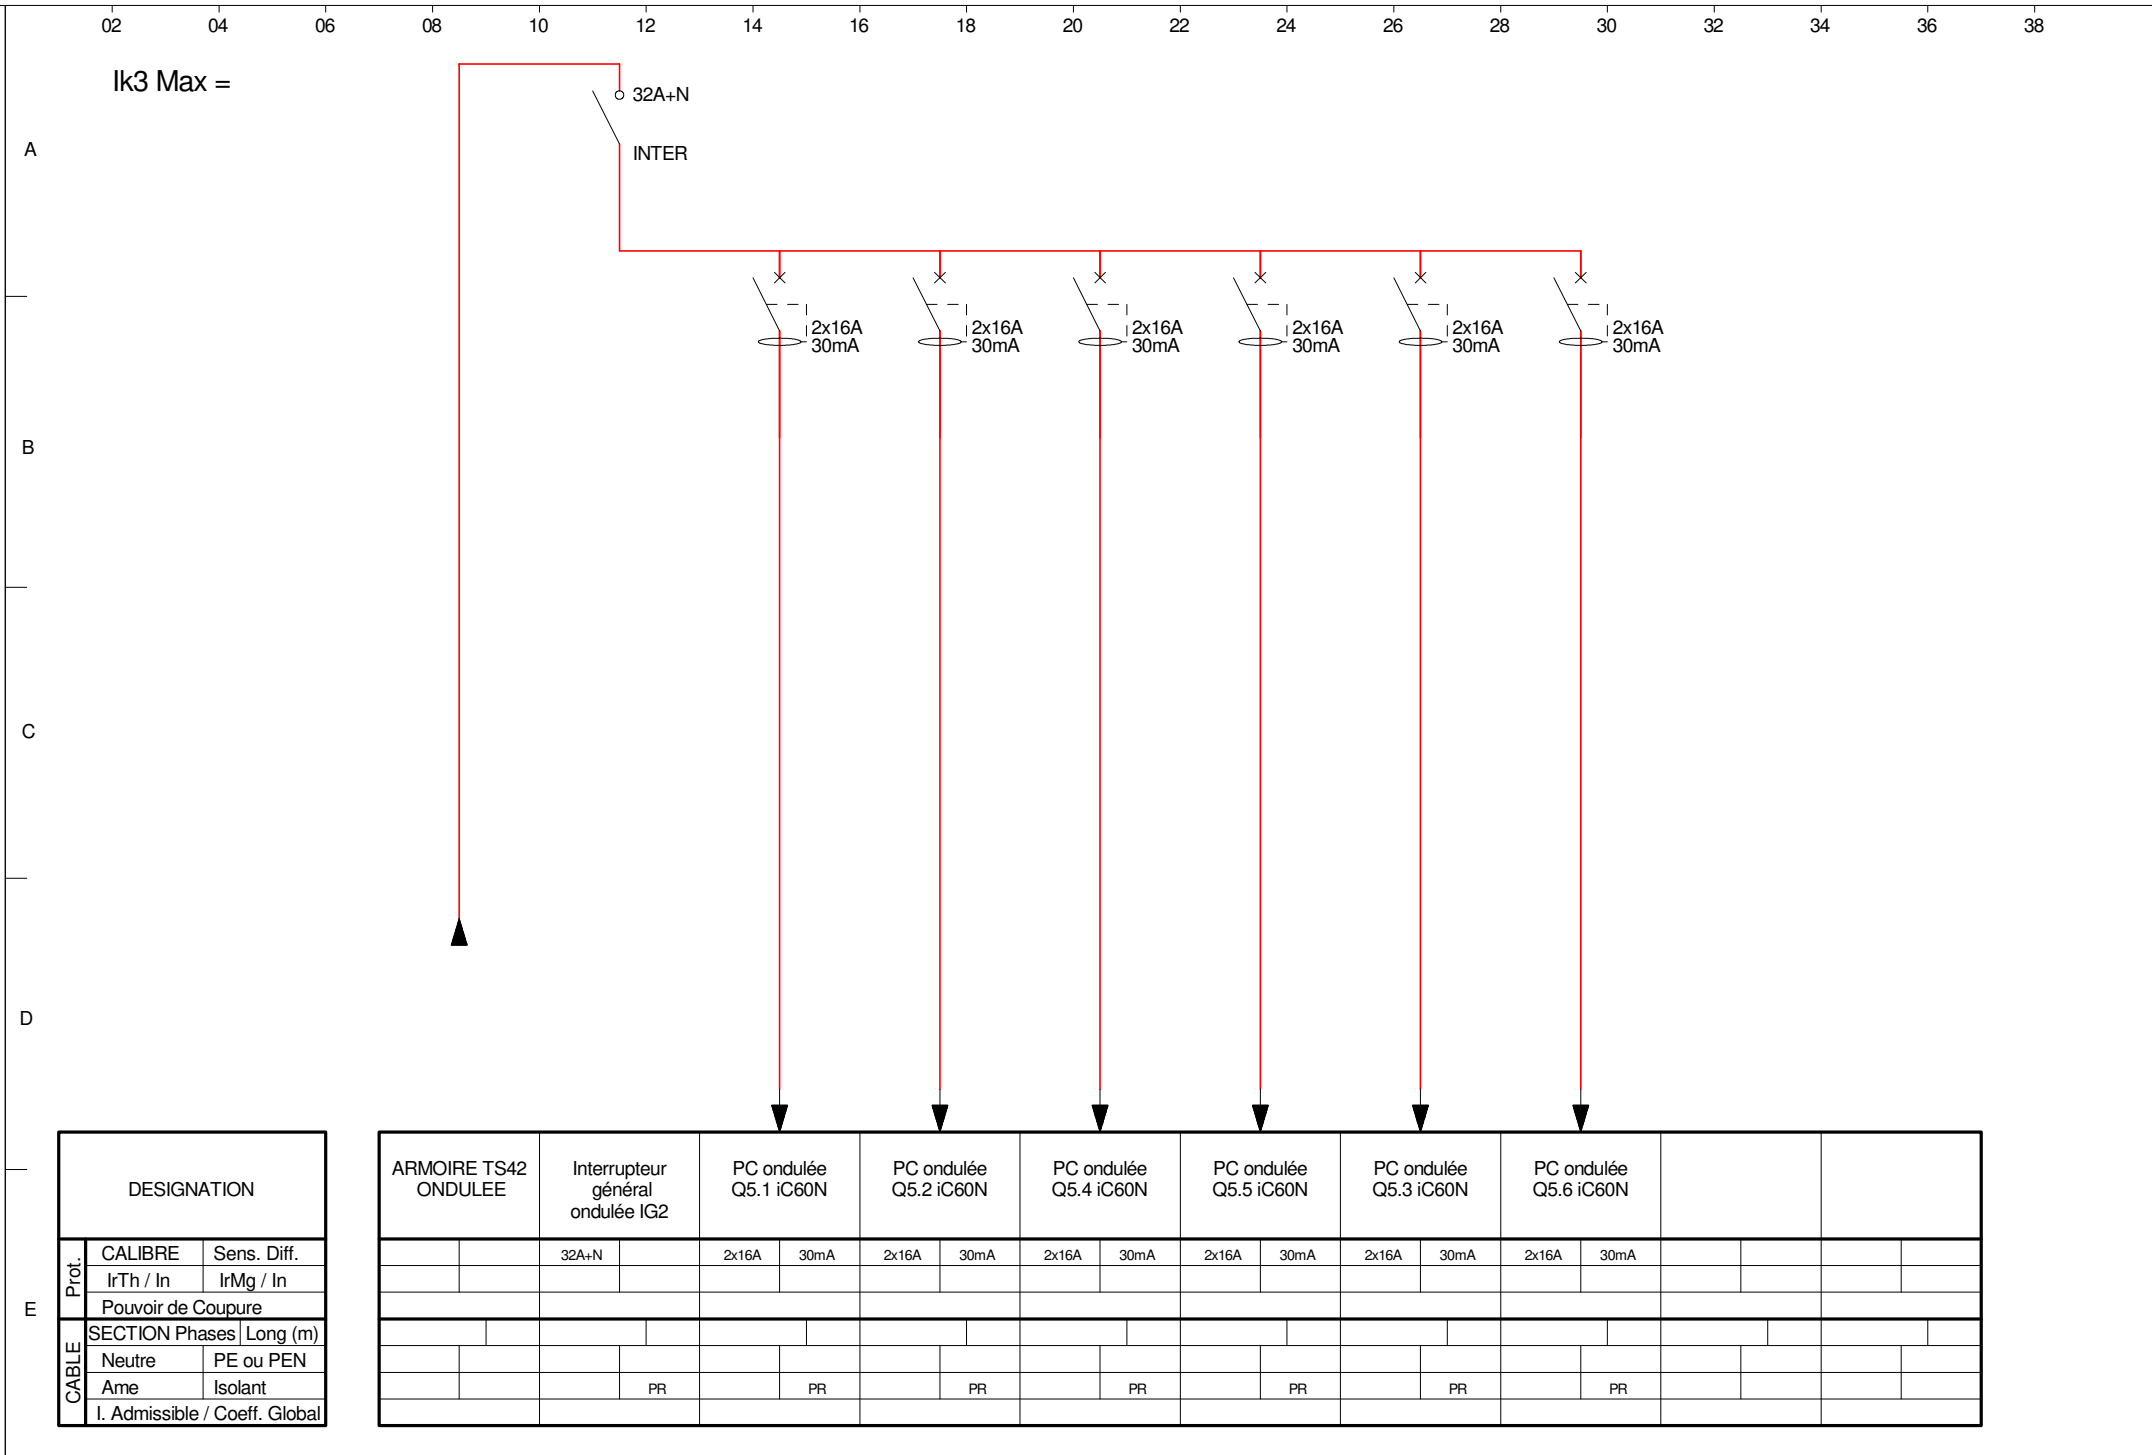 02 04 06 08 10 12 14 16 18 20 22 24 26 28 30 32 34 36 38
Ik3 Max =
32A+N
A
INTER
2x16A 2x16A 2x16A 2x16A 2x16A 2x16A
30mA 30mA 30mA 30mA 30mA 30mA
B
C
D
E
DESIGNATION
Prot.
CALIBRE Sens. Diff.
IrTh / In IrMg / In
Pouvoir de Coupure
CABLE
SECTION Phases Long (m)
Neutre PE ou PEN
Ame Isolant
I. Admissible / Coeff. Global
ARMOIRE TS42
ONDULEE
Interrupteur
général
ondulée IG2
PC ondulée
Q5.1 iC60N
PC ondulée
Q5.2 iC60N
PC ondulée
Q5.4 iC60N
PC ondulée
Q5.5 iC60N
PC ondulée
Q5.3 iC60N
PC ondulée
Q5.6 iC60N
32A+N 2x16A 30mA 2x16A 30mA 2x16A 30mA 2x16A 30mA 2x16A 30mA 2x16A 30mA
PR PR PR PR PR PR PR